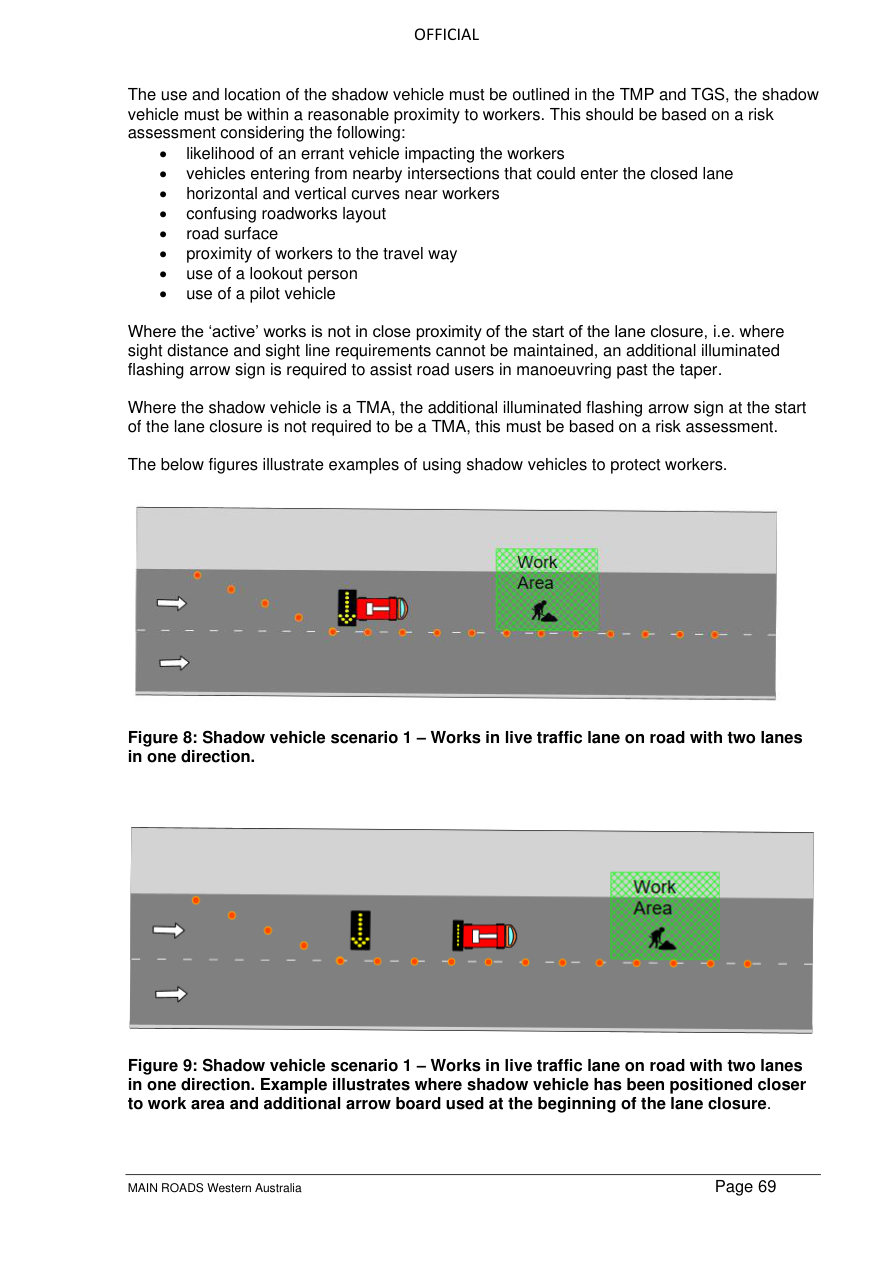 OFFICIAL
The use and location of the shadow vehicle must be outlined in the TMP and TGS, the shadow
vehicle must be within a reasonable proximity to workers. This should be based on a risk
assessment considering the following:
• likelihood of an errant vehicle impacting the workers
• vehicles entering from nearby intersections that could enter the closed lane
• horizontal and vertical curves near workers
• confusing roadworks layout
• road surface
• proximity of workers to the travel way
• use of a lookout person
• use of a pilot vehicle
Where the ‘active’ works is not in close proximity of the start of the lane closure, i.e. where
sight distance and sight line requirements cannot be maintained, an additional illuminated
flashing arrow sign is required to assist road users in manoeuvring past the taper.
Where the shadow vehicle is a TMA, the additional illuminated flashing arrow sign at the start
of the lane closure is not required to be a TMA, this must be based on a risk assessment.
The below figures illustrate examples of using shadow vehicles to protect workers.
Work
Area
Figure 8: Shadow vehicle scenario 1 – Works in live traffic lane on road with two lanes
in one direction.
Work
Area
Figure 9: Shadow vehicle scenario 1 – Works in live traffic lane on road with two lanes
in one direction. Example illustrates where shadow vehicle has been positioned closer
to work area and additional arrow board used at the beginning of the lane closure.
MAIN ROADS Western Australia Page 69